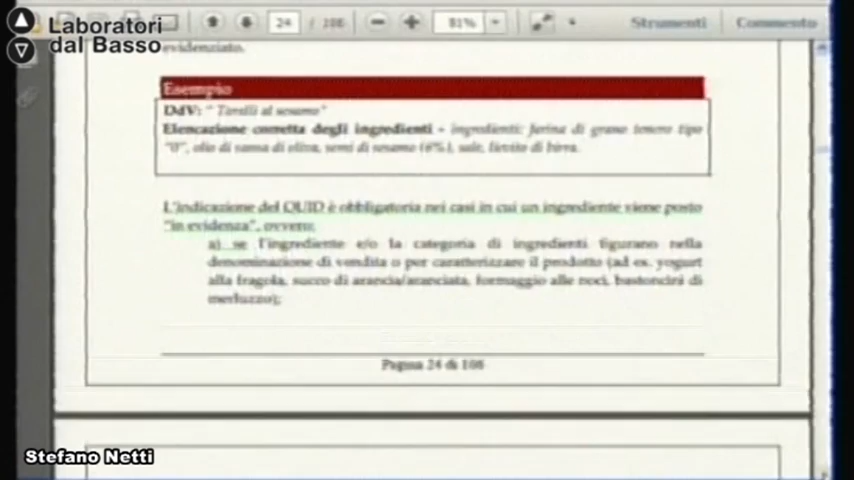 Laboratori
dal Basso
24 / 108
81%
Strumenti
Commento
evidenziato.
Esempio
DdV: " Tarelli al sesamo"
Elencazione corretta degli ingredienti - ingredienti: farina di grano tenero tipo
"0", olio di sansa di oliva, semi di sesamo (6%), sale, lievito di birra.
L'indicazione del QUID è obbligatoria nei casi in cui un ingrediente viene posto
"in evidenza", ovvero:
a) se l'ingrediente e/o la categoria di ingredienti figurano nella
denominazione di vendita o per caratterizzare il prodotto (ad es. yogurt
alla fragola, succo di arancia/aranciata, formaggio alle noci, bastoncini di
merluzzo);
Pagina 24 di 108
Stefano Netti